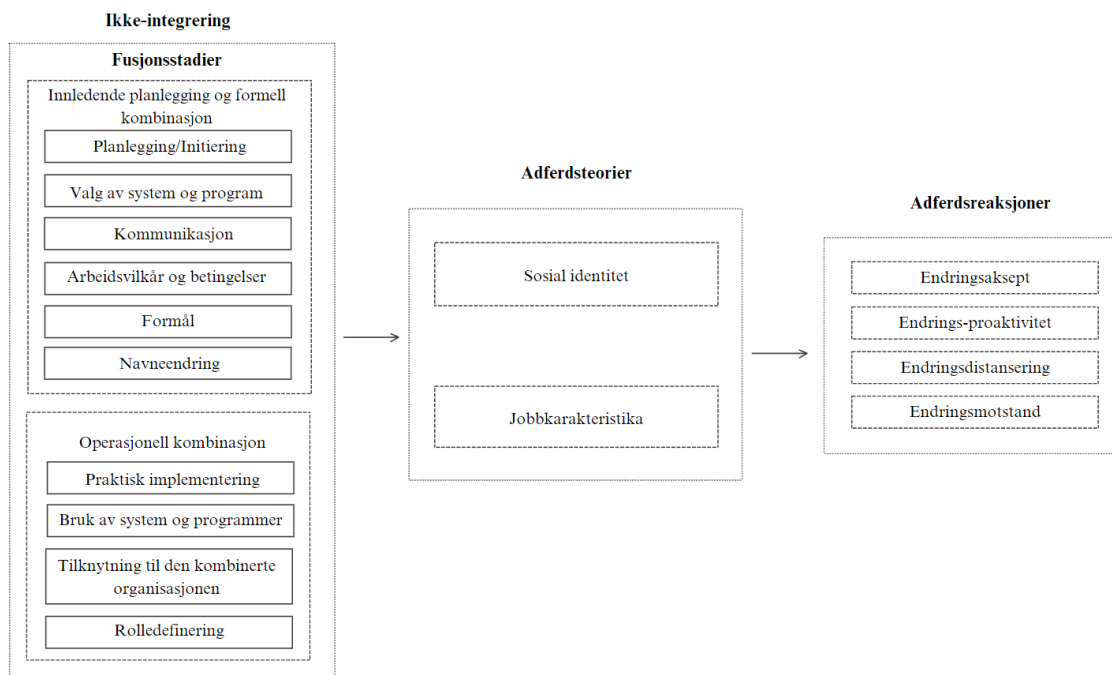 Ikke-integrering
Fusjonsstadier
Innledende planlegging og formell
kombinasjon
Planlegging/Initiering
Valg av system og program
Kommunikasjon
Arbeidsvilkår og betingelser
Formål
Navneendring
Operasjonell kombinasjon
Praktisk implementering
Bruk av system og programmer
Tilknytning til den kombinerte
organisasjonen
Rolledefinering
Adferdsteorier
Sosial identitet
Jobbkarakteristika
Adferdsreaksjoner
Endringsaksept
Endrings-proaktivitet
Endringsdistansering
Endringsmotstand